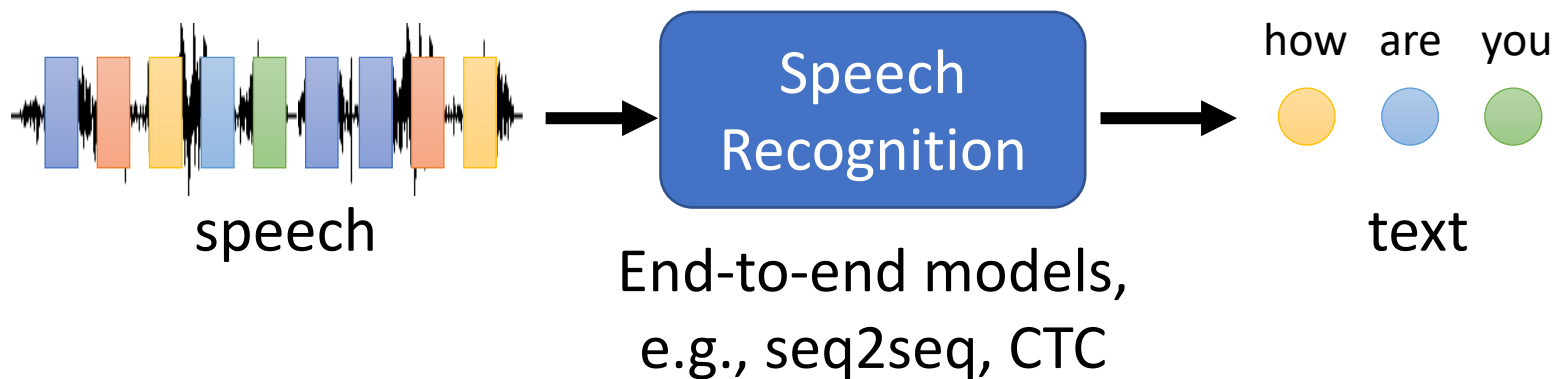 how are you
Speech
Recognition
speech
text
End-to-end models,
e.g., seq2seq, CTC